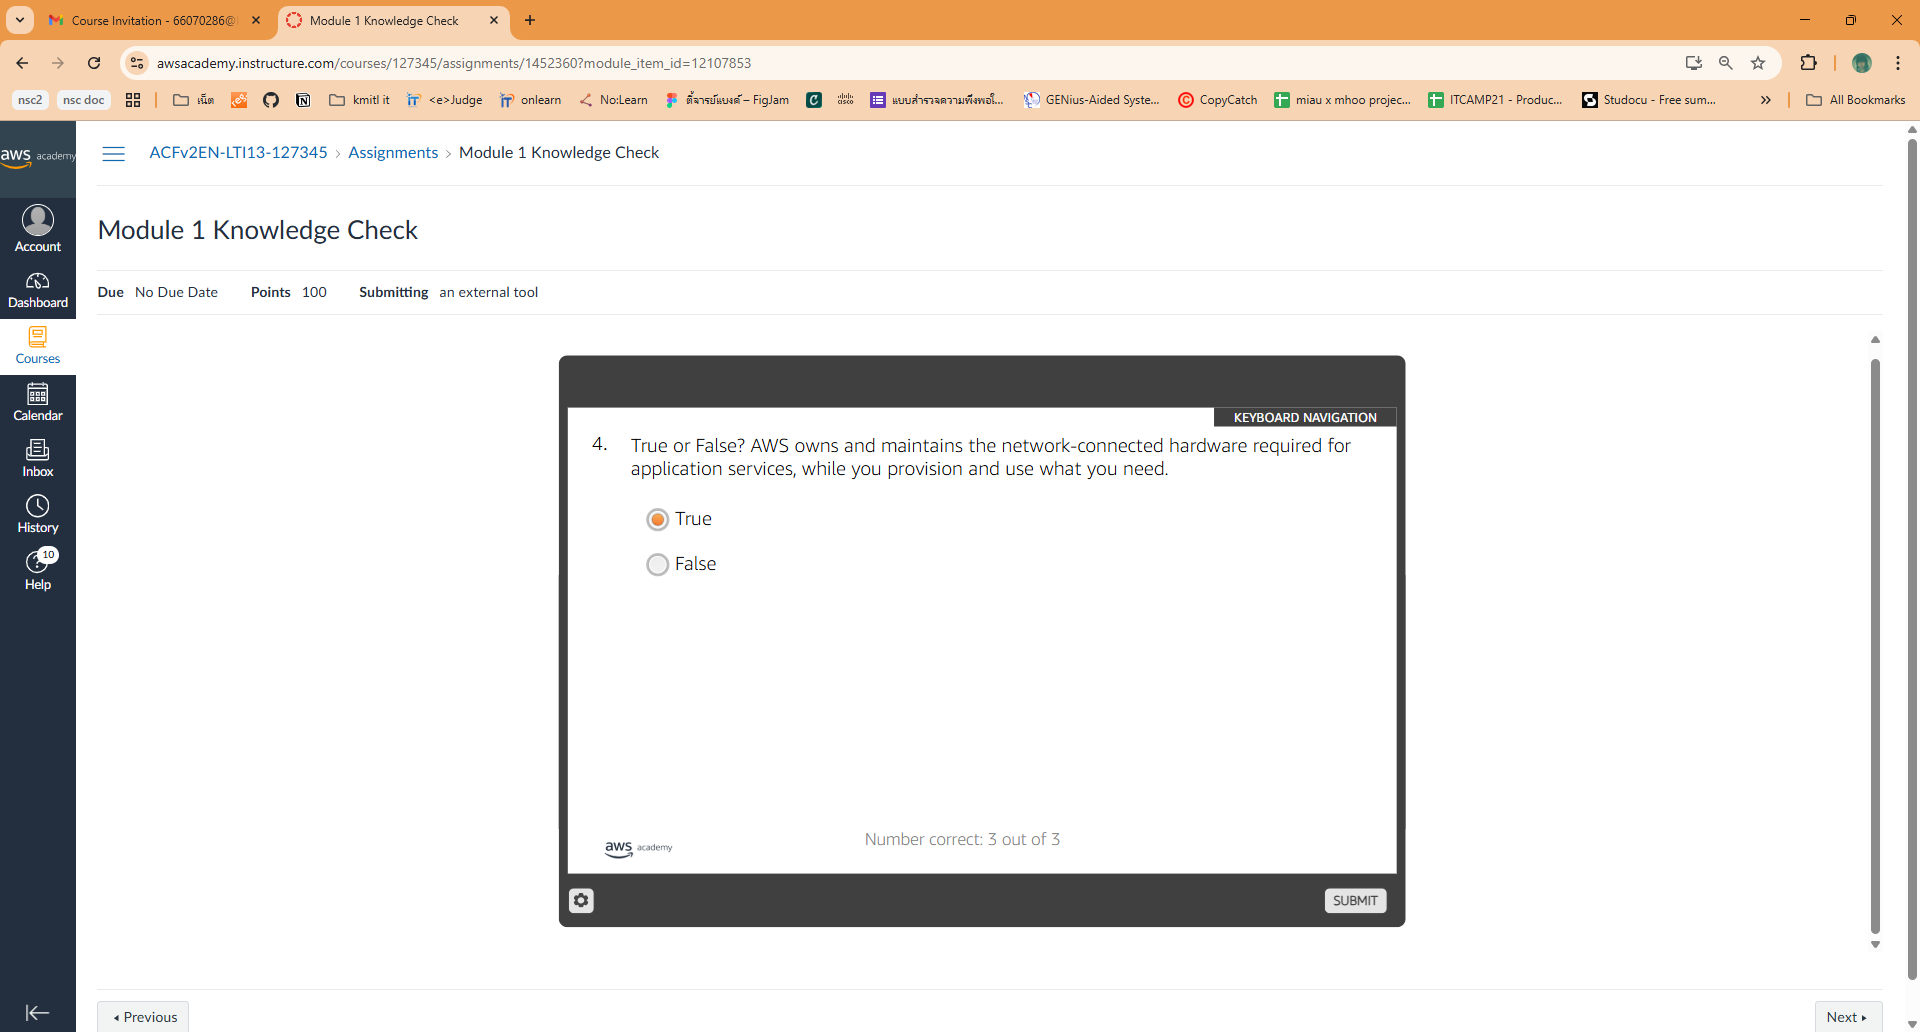 Course Invitation - 66070286@
Module 1 Knowledge Check
awsacademy.instructure.com/courses/127345/assignments/1452360?module_item_id=12107853
nsc2
nsc doc
เน็ต
kmitl it
<e>Judge
onlearn
No:Learn
ติ๊จารย์แบงค์ – FigJam
แบบสำรวจความพึงพอใ...
GENius-Aided Syste...
CopyCatch
miau x mhoo projec...
ITCAMP21 - Produc...
Studocu - Free sum...
All Bookmarks
aws academy
ACFv2EN-LTI13-127345 › Assignments › Module 1 Knowledge Check
Account
Dashboard
Courses
Calendar
Inbox
History
10
Help
Module 1 Knowledge Check
Due No Due Date Points 100 Submitting an external tool
KEYBOARD NAVIGATION
4. True or False? AWS owns and maintains the network-connected hardware required for
application services, while you provision and use what you need.
True
False
Number correct: 3 out of 3
aws academy
SUBMIT
Previous
Next